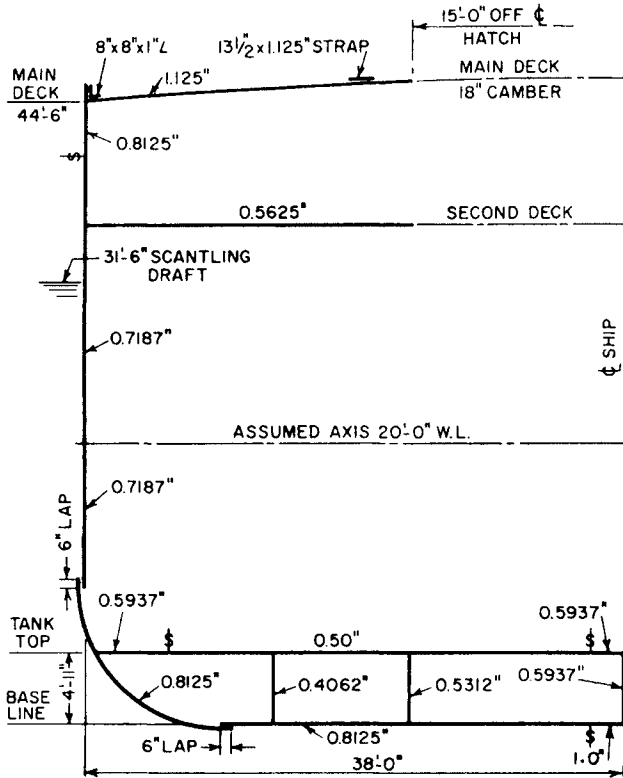 15'-0" OFF ℄
HATCH
8"x8"x1"L
13½"x1.125" STRAP
MAIN
DECK
44'-6"
1.125"
MAIN DECK
18" CAMBER
0.8125"
$
0.5625"
SECOND DECK
31'-6" SCANTLING
DRAFT
0.7187"
℄ SHIP
ASSUMED AXIS 20'-0" W.L.
0.7187"
6" LAP
0.5937"
0.5937"
TANK
TOP
$
0.50"
$
4'-11"
0.8125"
0.4062"
0.5312"
0.5937"
BASE
LINE
6" LAP
0.8125"
$
1.0"
38'-0"